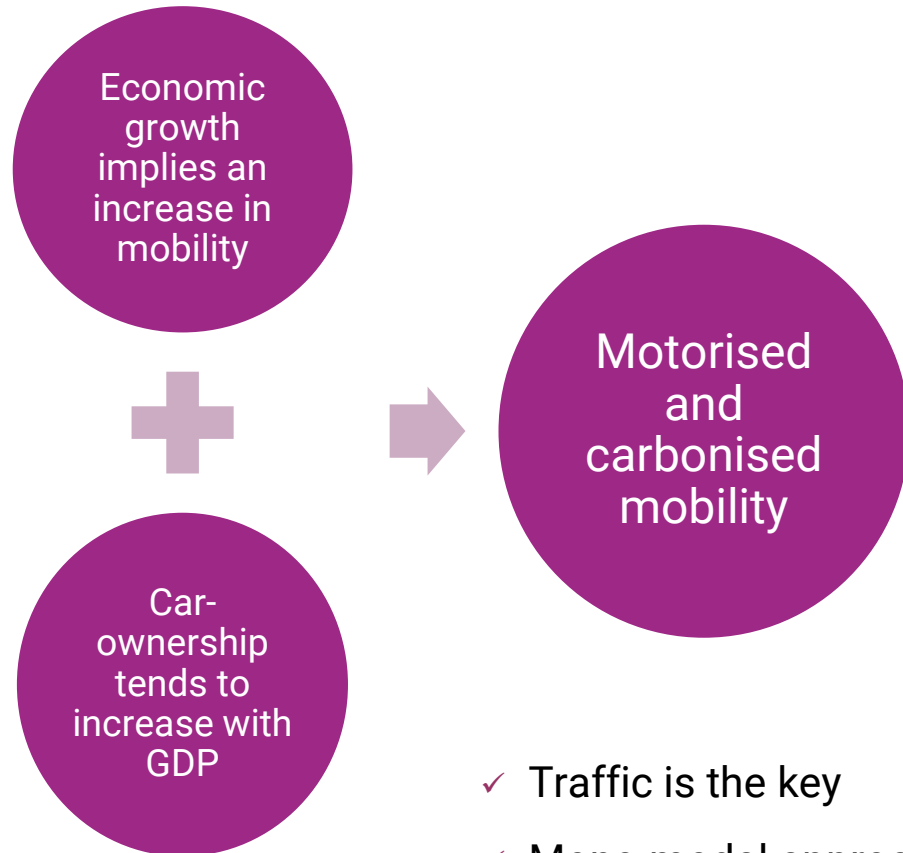 Economic
growth
implies an
increase in
mobility
Motorised
and
carbonised
mobility
Car-
ownership
tends to
increase with
GDP
Traffic is the key